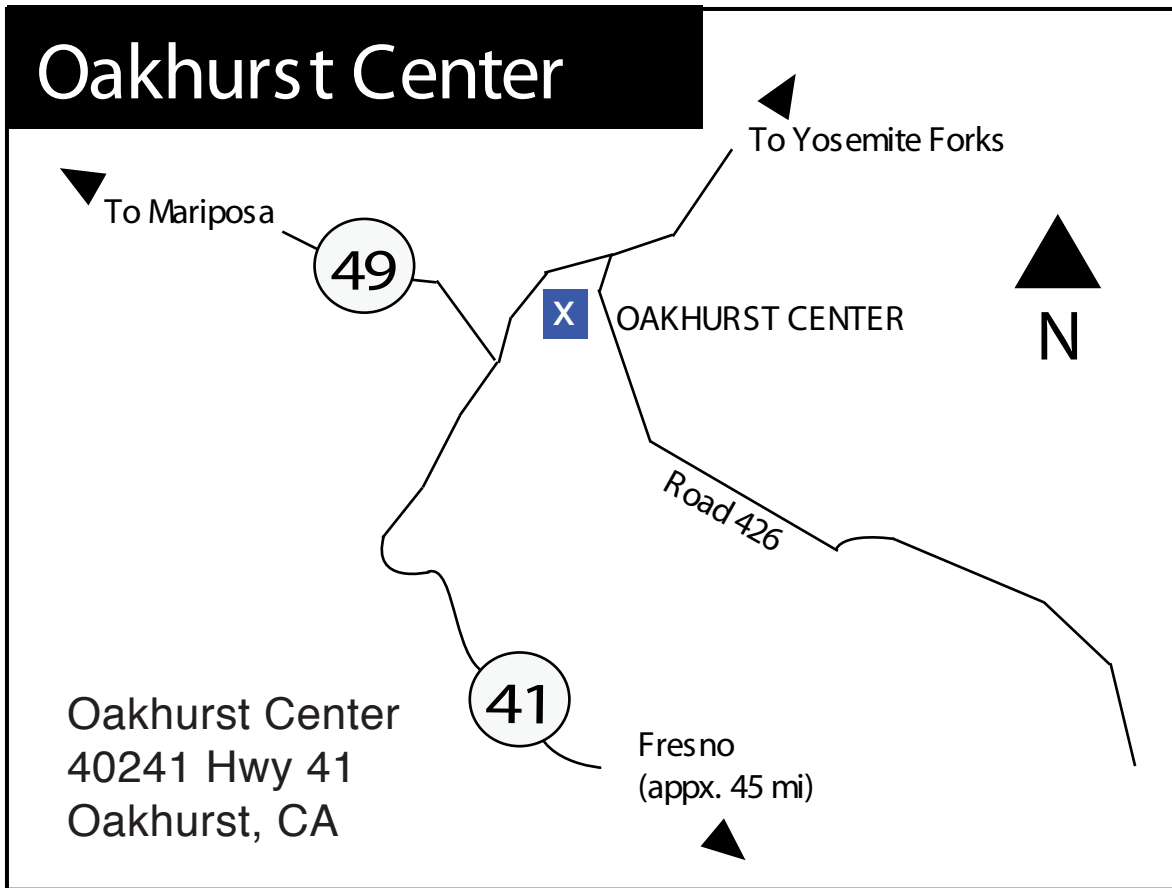 Oakhurst Center
To Yosemite Forks
To Mariposa
49
X
OAKHURST CENTER
N
Road 426
41
Oakhurst Center
40241 Hwy 41
Oakhurst, CA
Fresno
(appx. 45 mi)